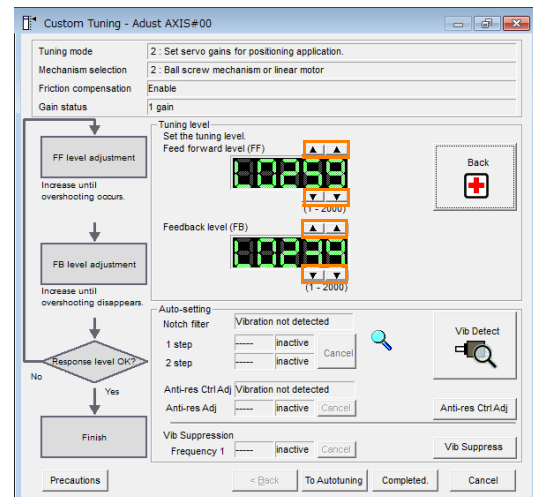 Custom Tuning - Adust AXIS#00
Tuning mode
2 : Set servo gains for positioning application.
Mechanism selection
2 : Ball screw mechanism or linear motor
Friction compensation
Enable
Gain status
1 gain
FF level adjustment
Increase until
overshooting occurs.
FB level adjustment
Increase until
overshooting disappears.
Response level OK?
No
Yes
Finish
Tuning level
Set the tuning level.
Feed forward level (FF)
L0259
(1 - 2000)
Feedback level (FB)
L0244
(1 - 2000)
Back
Auto-setting
Notch filter
Vibration not detected
1 step
----- inactive
2 step
----- inactive
Cancel
Vib Detect
Anti-res Ctrl Adj Vibration not detected
Anti-res Adj
----- inactive Cancel
Anti-res Ctrl Adj
Vib Suppression
Frequency 1 ----- inactive Cancel
Vib Suppress
Precautions
< Back
To Autotuning
Completed.
Cancel